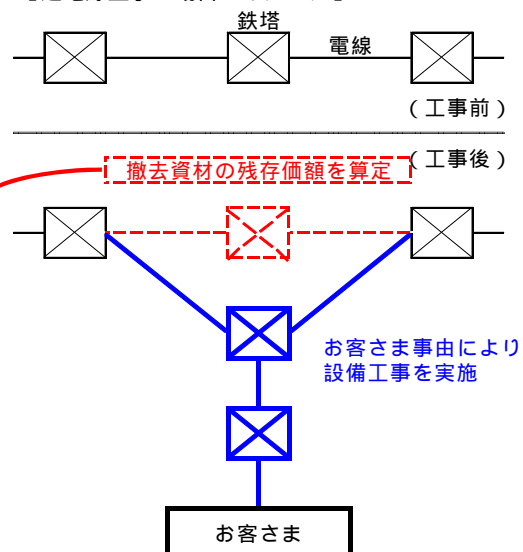 鉄塔
電線
(工事前)
(工事後)
撤去資材の残存価額を算定
お客さま事由により
設備工事を実施
お客さま